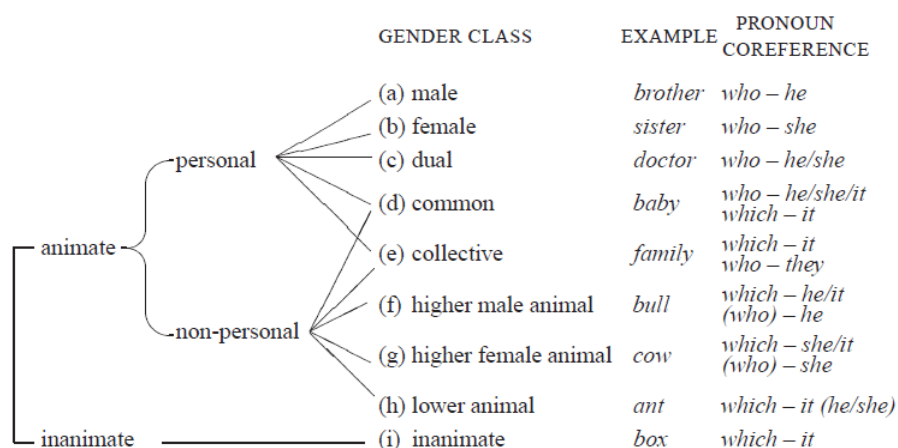 GENDER CLASS EXAMPLE PRONOUN COREFERENCE
(a) male brother who – he
(b) female sister who – she
personal (c) dual doctor who – he/she
(d) common baby who – he/she/it
which – it
animate (e) collective family which – it
who – they
(f) higher male animal bull which – he/it
(who) – he
non-personal
(g) higher female animal cow which – she/it
(who) – she
(h) lower animal ant which – it (he/she)
inanimate (i) inanimate box which – it